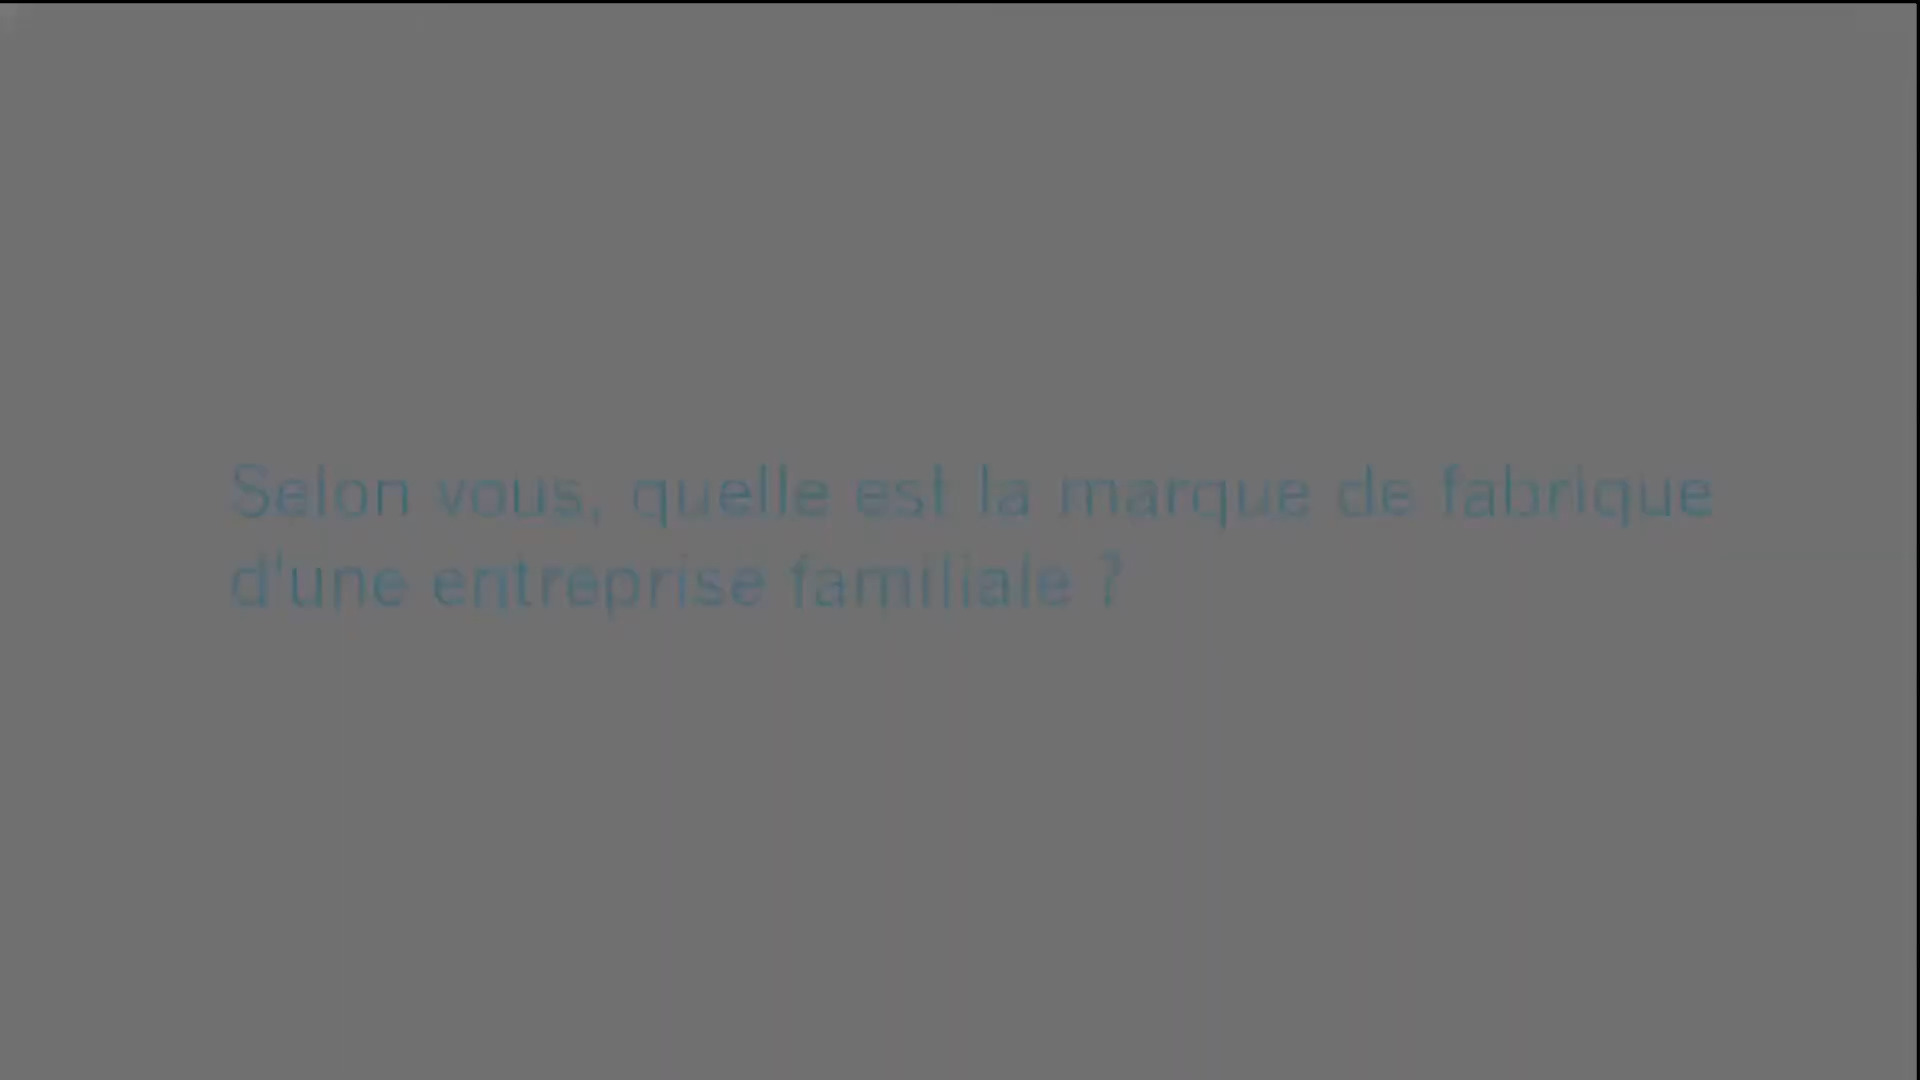 Selon vous, quelle est la marque de fabrique
d'une entreprise familiale ?